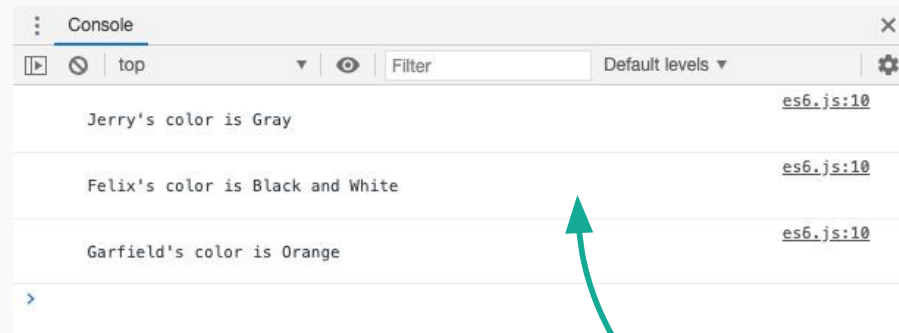 Console
top
Filter
Default levels
es6.js:10
Jerry's color is Gray
es6.js:10
Felix's color is Black and White
es6.js:10
Garfield's color is Orange